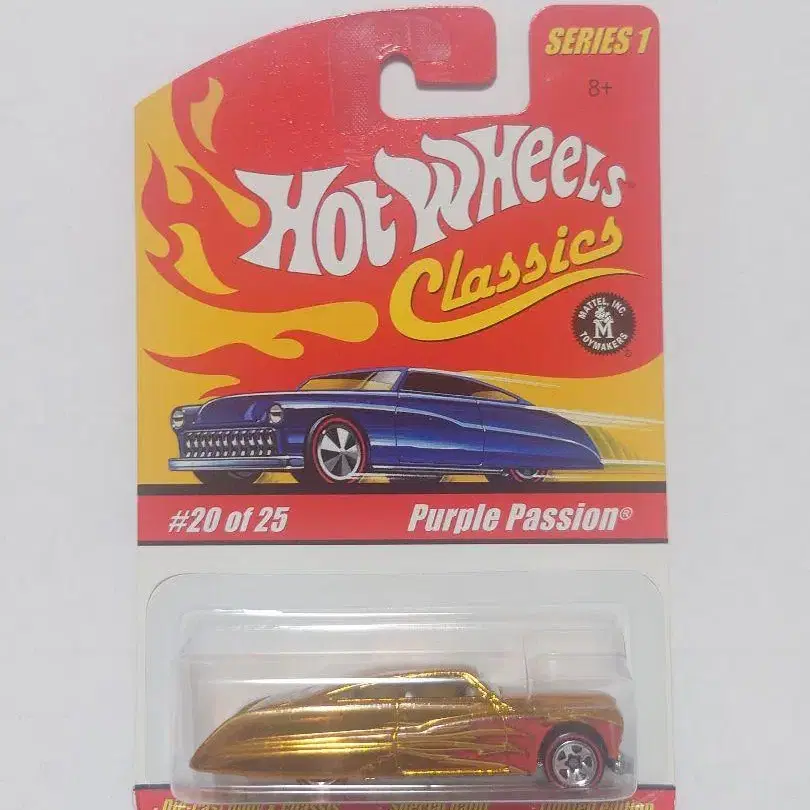 SERIES 1
8+
Hot Wheels
Classics
MATTEL, INC.
M
TOYMAKERS
#20 of 25
Purple Passion®